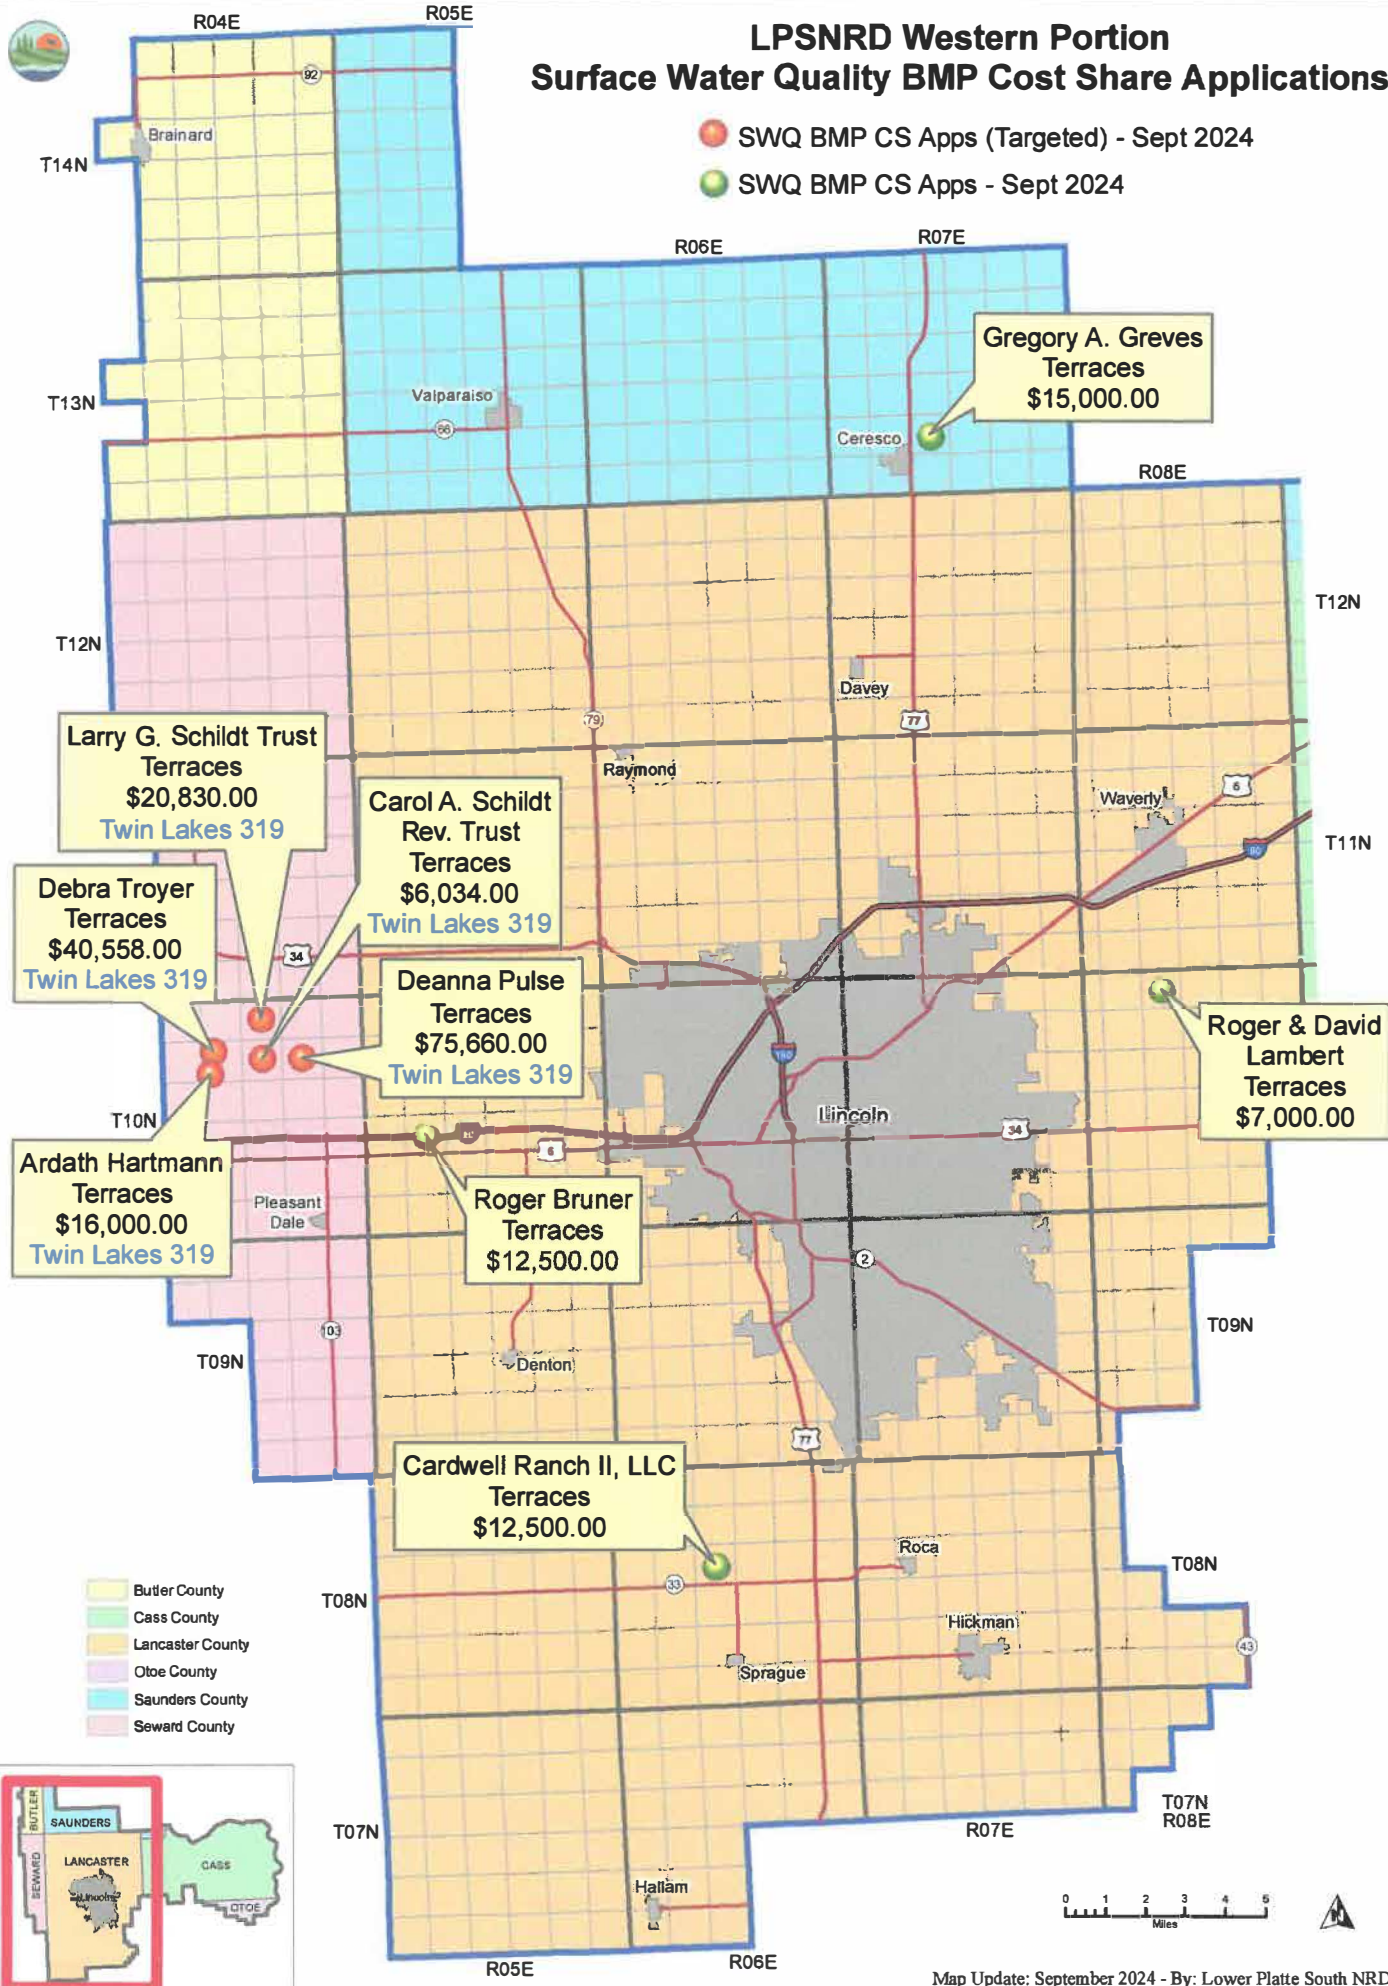 LPSNRD Western Portion
Surface Water Quality BMP Cost Share Applications
SWQ BMP CS Apps (Targeted) - Sept 2024
SWQ BMP CS Apps - Sept 2024
R04E
R05E
92
Brainard
T14N
R06E
R07E
Gregory A. Greves
Terraces
$15,000.00
T13N
Valparaiso
66
Ceresco
R08E
T12N
T12N
Davey
77
79
Raymond
Larry G. Schildt Trust
Terraces
$20,830.00
Twin Lakes 319
Carol A. Schildt
Rev. Trust
Terraces
$6,034.00
Twin Lakes 319
Waverly
6
80
T11N
Debra Troyer
Terraces
$40,558.00
Twin Lakes 319
34
Deanna Pulse
Terraces
$75,660.00
Twin Lakes 319
Roger & David
Lambert
Terraces
$7,000.00
180
T10N
Lincoln
34
6
Ardath Hartmann
Terraces
$16,000.00
Twin Lakes 319
Pleasant
Dale
Roger Bruner
Terraces
$12,500.00
2
103
T09N
T09N
Denton
77
Cardwell Ranch II, LLC
Terraces
$12,500.00
Roca
T08N
T08N
33
Hickman
43
Sprague
Butler County
Cass County
Lancaster County
Otoe County
Saunders County
Seward County
T07N
R08E
T07N
R07E
Hallam
R05E
R06E
BUTLER
SAUNDERS
SEWARD
LANCASTER
Lincoln
CASS
OTOE
0 1 2 3 4 5
Miles
N
Map Update: September 2024 - By: Lower Platte South NRD